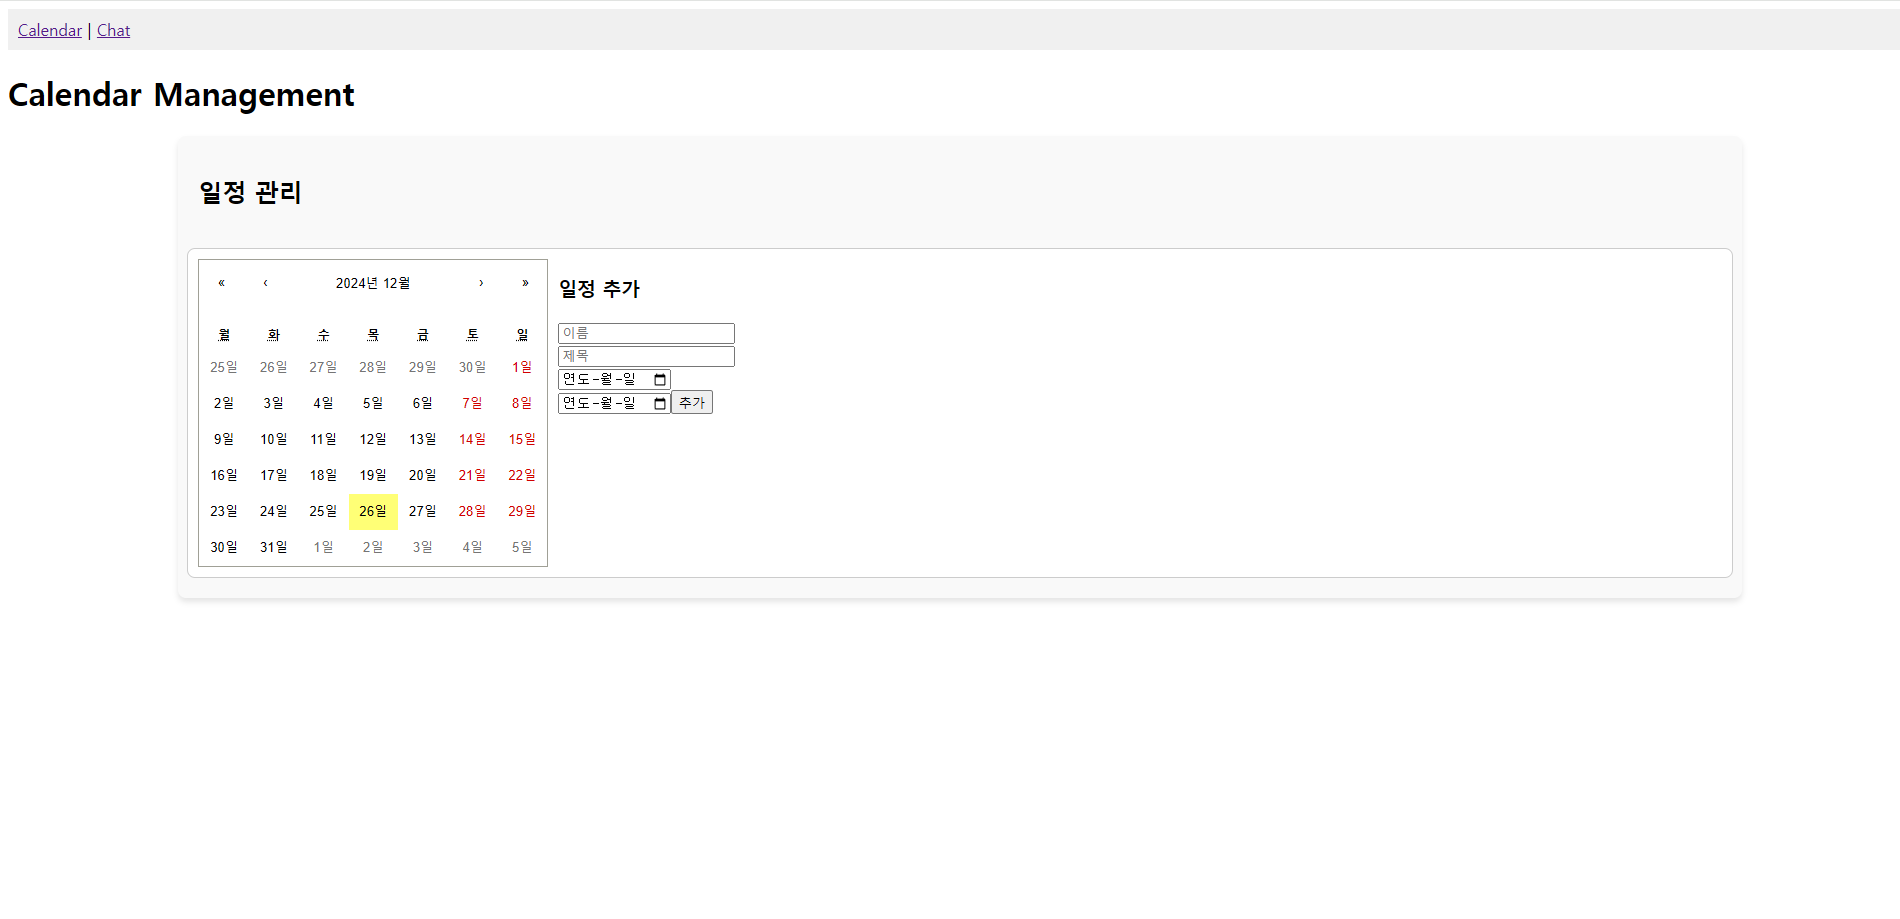 Calendar | Chat
Calendar Management
일정 관리
« ‹ 2024년 12월 › »
월 화 수 목 금 토 일
25일 26일 27일 28일 29일 30일 1일
2일 3일 4일 5일 6일 7일 8일
9일 10일 11일 12일 13일 14일 15일
16일 17일 18일 19일 20일 21일 22일
23일 24일 25일 26일 27일 28일 29일
30일 31일 1일 2일 3일 4일 5일
일정 추가
이름
제목
연도-월-일
연도-월-일 추가